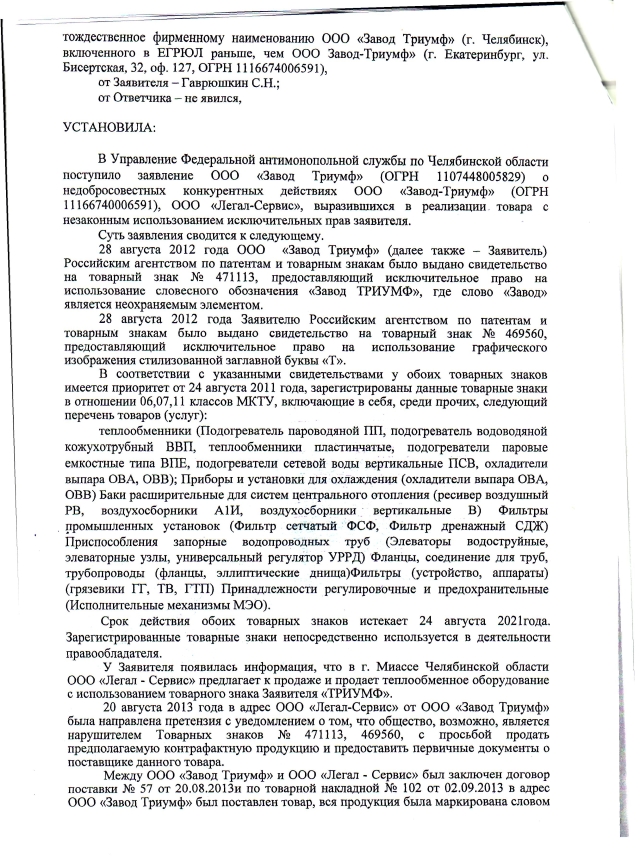 тождественное фирменному наименованию ООО «Завод Триумф» (г. Челябинск),
включенного в ЕГРЮЛ раньше, чем ООО Завод-Триумф» (г. Екатеринбург, ул.
Бисертская, 32, оф. 127, ОГРН 1116674006591),
от Заявителя – Гаврюшкин С.Н.;
от Ответчика – не явился,
УСТАНОВИЛА:
В Управление Федеральной антимонопольной службы по Челябинской области
поступило заявление ООО «Завод Триумф» (ОГРН 1107448005829) о
недобросовестных конкурентных действиях ООО «Завод-Триумф» (ОГРН
11166740006591), ООО «Легал-Сервис», выразившихся в реализации товара с
незаконным использованием исключительных прав заявителя.
Суть заявления сводится к следующему.
28 августа 2012 года ООО «Завод Триумф» (далее также – Заявитель)
Российским агентством по патентам и товарным знакам было выдано свидетельство
на товарный знак № 471113, предоставляющий исключительное право на
использование словесного обозначения «Завод ТРИУМФ», где слово «Завод»
является неохраняемым элементом.
28 августа 2012 года Заявителю Российским агентством по патентам и
товарным знакам было выдано свидетельство на товарный знак № 469560,
предоставляющий исключительное право на использование графического
изображения стилизованной заглавной буквы «Т».
В соответствии с указанными свидетельствами у обоих товарных знаков
имеется приоритет от 24 августа 2011 года, зарегистрированы данные товарные знаки
в отношении 06,07,11 классов МКТУ, включающие в себя, среди прочих, следующий
перечень товаров (услуг):
теплообменники (Подогреватель пароводяной ПП, подогреватель водоводяной
кожухотрубный ВВП, теплообменники пластинчатые, подогреватели паровые
емкостные типа ВПЕ, подогреватели сетевой воды вертикальные ПСВ, охладители
выпара ОВА, ОВВ); Приборы и установки для охлаждения (охладители выпара ОВА,
ОВВ) Баки расширительные для систем центрального отопления (ресивер воздушный
РВ, воздухосборники А1И, воздухосборники вертикальные В) Фильтры
промышленных установок (Фильтр сетчатый ФСФ, Фильтр дренажный СДЖ)
Приспособления запорные водопроводных труб (Элеваторы водоструйные,
элеваторные узлы, универсальный регулятор УРРД) Фланцы, соединение для труб,
трубопроводы (фланцы, эллиптические днища)Фильтры (устройство, аппараты)
(грязевики ГГ, ТВ, ГТП) Принадлежности регулировочные и предохранительные
(Исполнительные механизмы МЭО).
Срок действия обоих товарных знаков истекает 24 августа 2021года.
Зарегистрированные товарные знаки непосредственно используется в деятельности
правообладателя.
У Заявителя появилась информация, что в г. Миассе Челябинской области
ООО «Легал - Сервис» предлагает к продаже и продает теплообменное оборудование
с использованием товарного знака Заявителя «ТРИУМФ».
20 августа 2013 года в адрес ООО «Легал-Сервис» от ООО «Завод Триумф»
была направлена претензия с уведомлением о том, что общество, возможно, является
нарушителем Товарных знаков № 471113, 469560, с просьбой продать
предполагаемую контрафактную продукцию и предоставить первичные документы о
поставщике данного товара.
Между ООО «Завод Триумф» и ООО «Легал - Сервис» был заключен договор
поставки № 57 от 20.08.2013и по товарной накладной № 102 от 02.09.2013 в адрес
ООО «Завод Триумф» был поставлен товар, вся продукция была маркирована словом